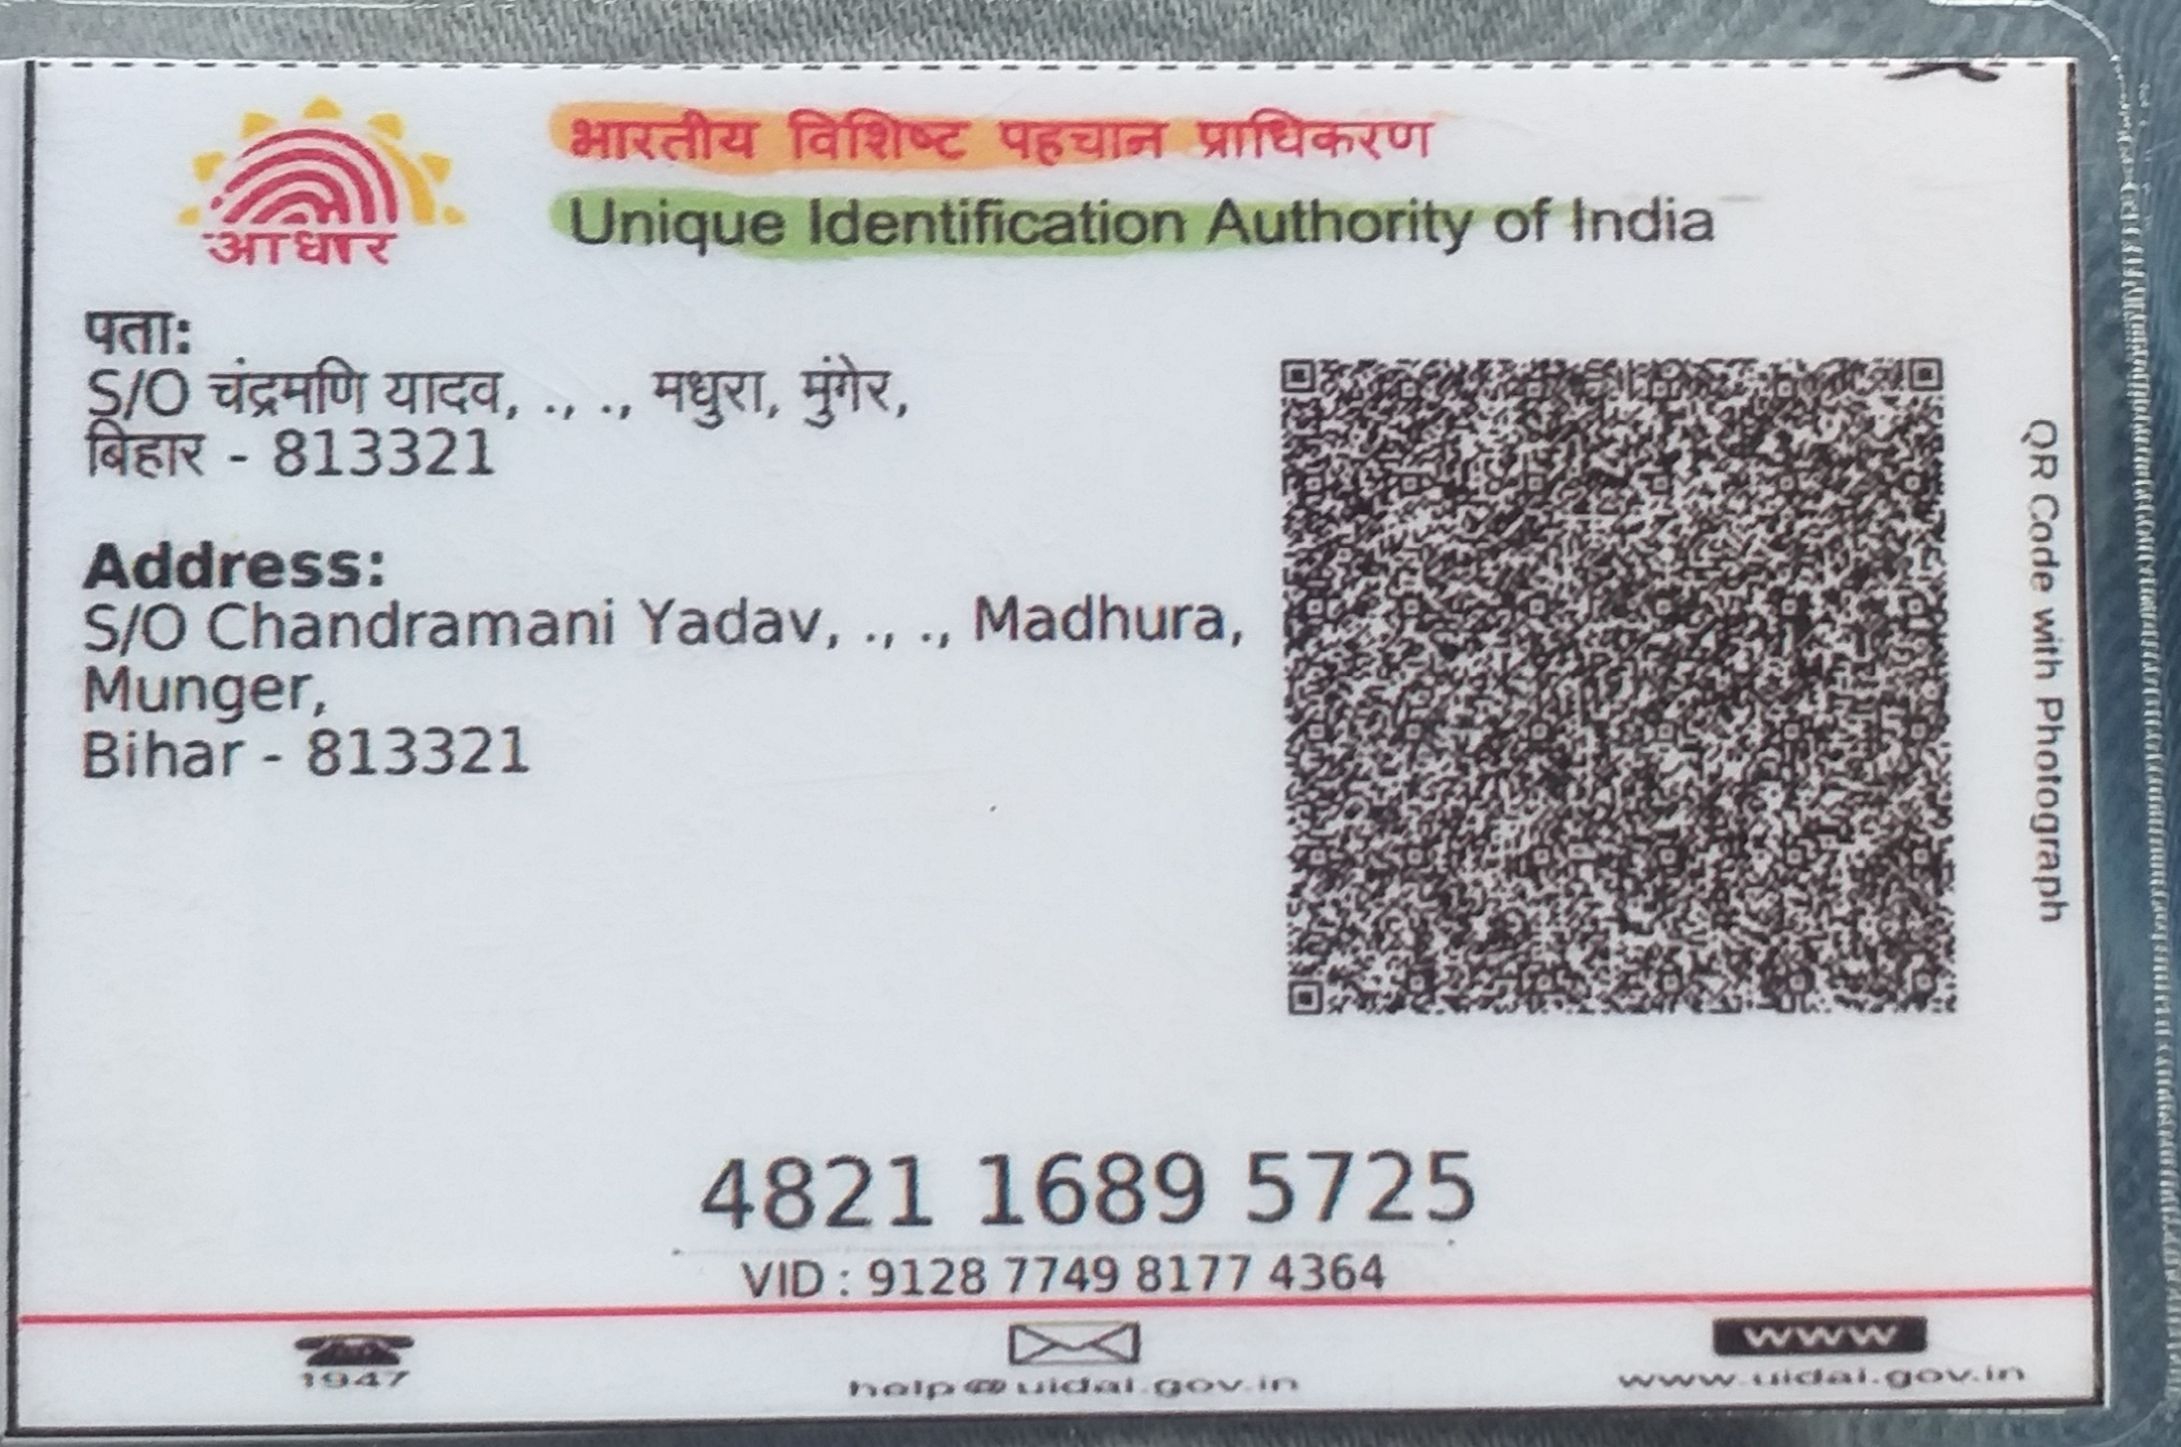 भारतीय विशिष्ट पहचान प्राधिकरण
Unique Identification Authority of India
आधार
पता:
S/O चंद्रमणि यादव, ., ., मधुरा, मुंगेर,
बिहार - 813321
Address:
S/O Chandramani Yadav, ., ., Madhura,
Munger,
Bihar - 813321
QR Code with Photograph
4821 1689 5725
VID : 9128 7749 8177 4364
1947
help@uidai.gov.in
www
www.uidai.gov.in